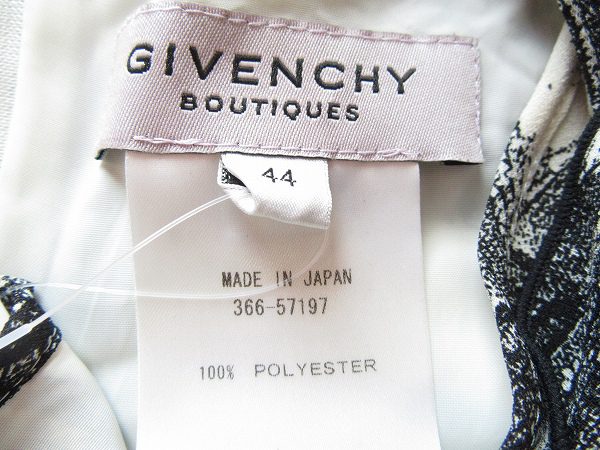 GIVENCHY
BOUTIQUES
44
MADE IN JAPAN
366-57197
100% POLYESTER